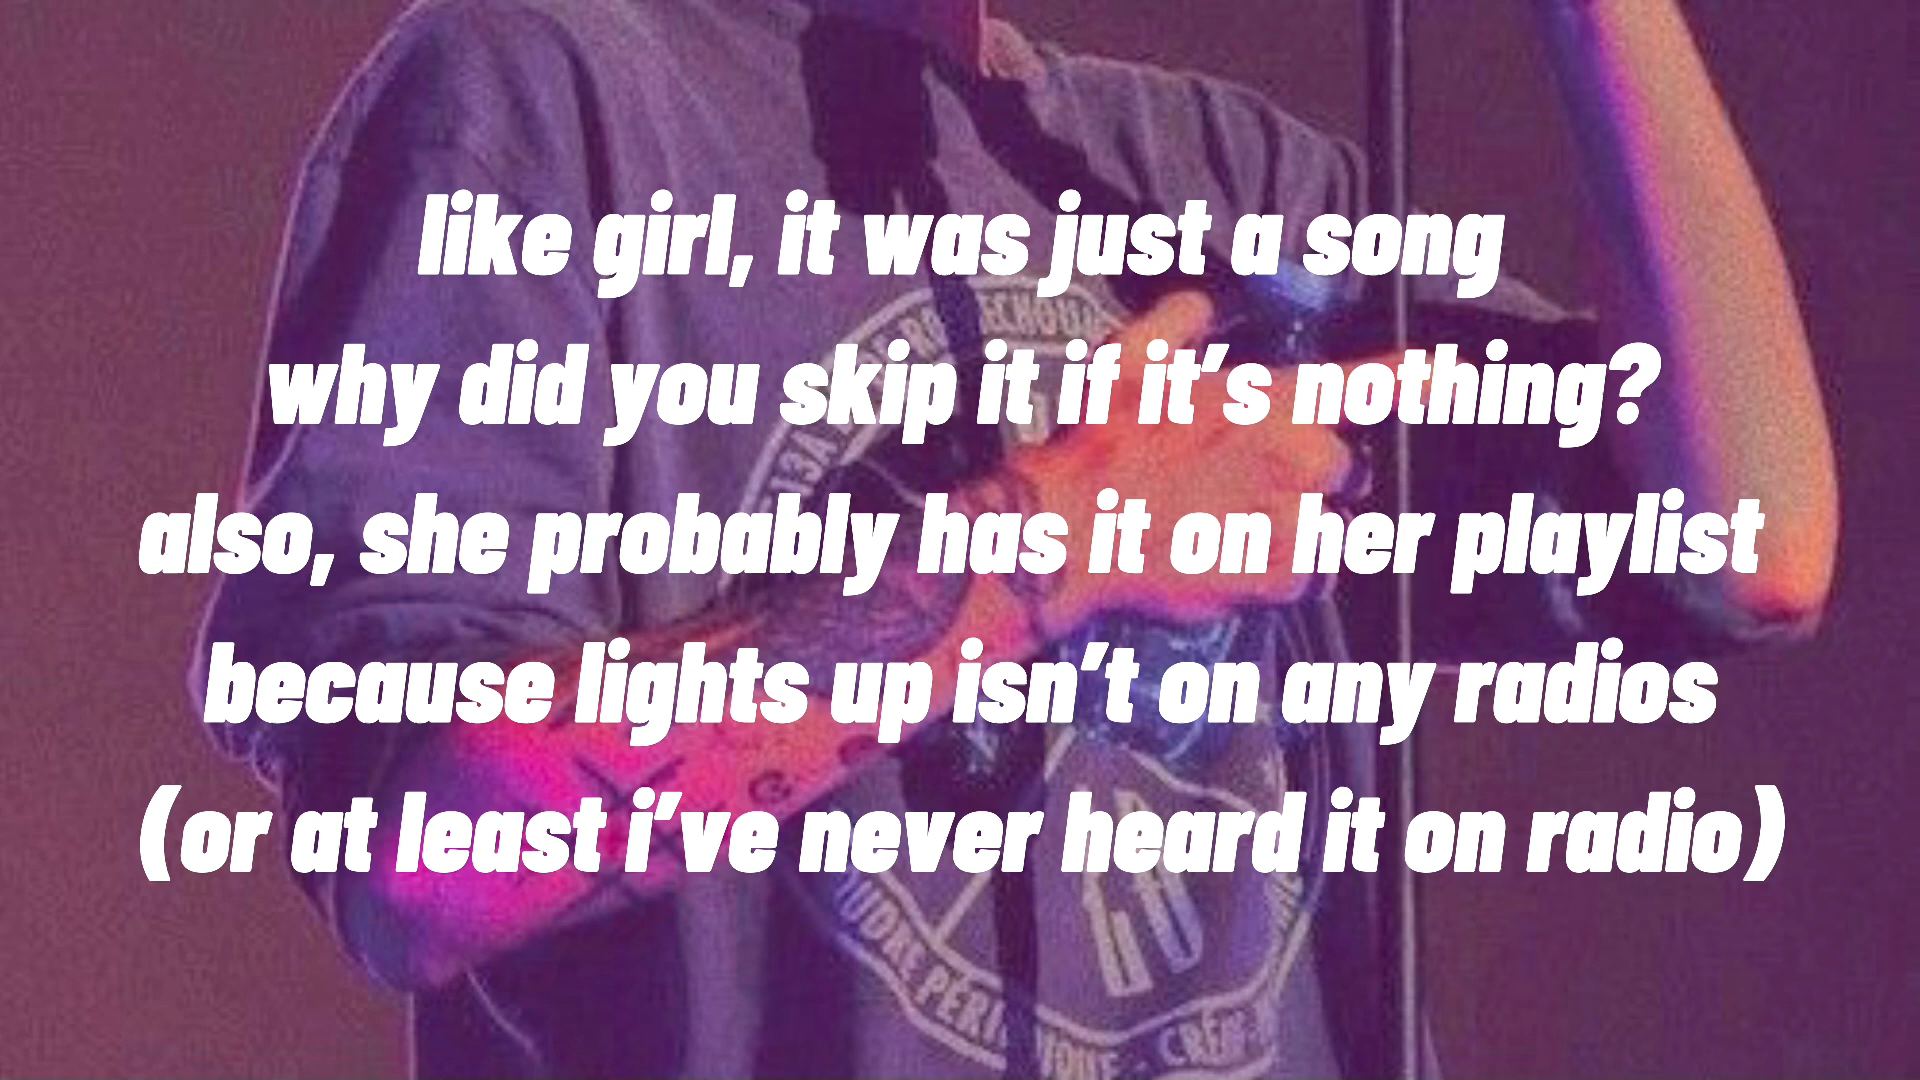 like girl, it was just a song
why did you skip it if it’s nothing?
also, she probably has it on her playlist
because lights up isn’t on any radios
(or at least i’ve never heard it on radio)